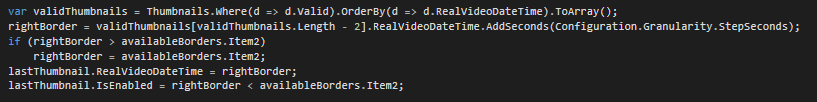 var validThumbnails = Thumbnails.Where(d => d.Valid).OrderBy(d => d.RealVideoDateTime).ToArray();
rightBorder = validThumbnails[validThumbnails.Length - 2].RealVideoDateTime.AddSeconds(Configuration.Granularity.StepSeconds);
if (rightBorder > availableBorders.Item2)
    rightBorder = availableBorders.Item2;
lastThumbnail.RealVideoDateTime = rightBorder;
lastThumbnail.IsEnabled = rightBorder < availableBorders.Item2;